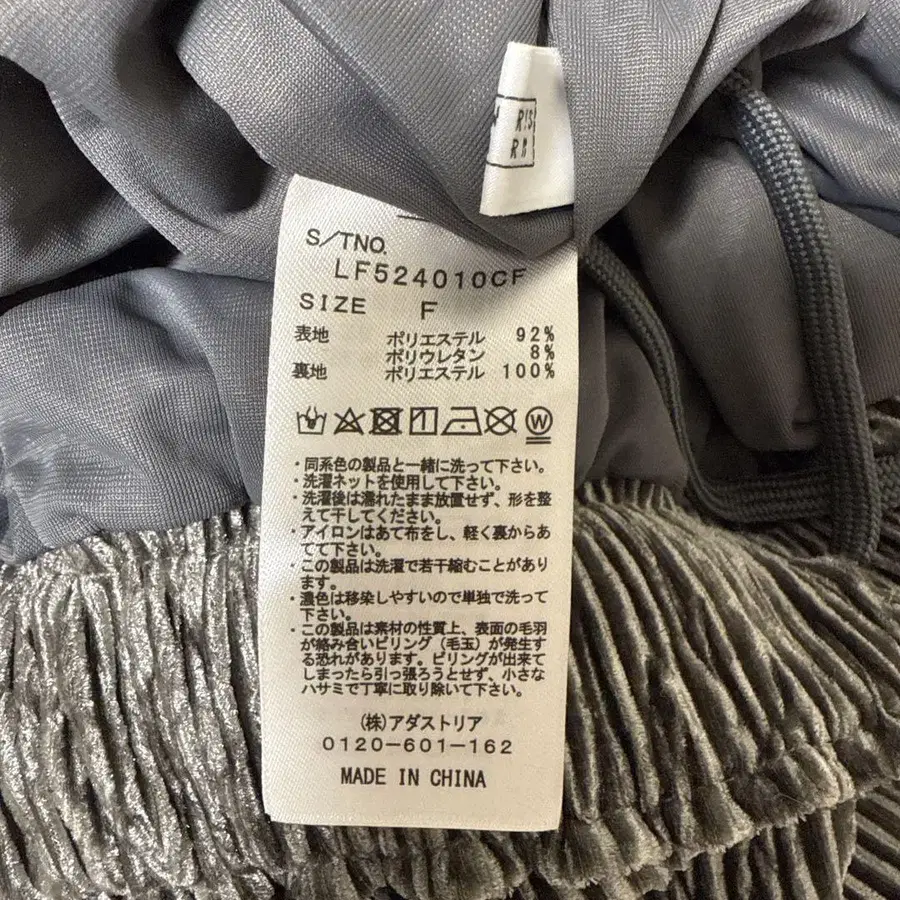 R'S
R B
S/TNO.
LF524010CF
SIZE F
表地 ポリエステル 92%
ポリウレタン 8%
裏地 ポリエステル 100%
W
・同系色の製品と一緒に洗って下さい。
・洗濯ネットを使用して下さい。
・洗濯後は濡れたまま放置せず、形を整
えて干してください。
・アイロンはあて布をし、軽く裏からあ
てて下さい。
・この製品は洗濯で若干縮むことがあり
ます。
・濃色は移染しやすいので単独で洗って
下さい。
・この製品は素材の性質上、表面の毛羽
が絡み合いピリング（毛玉）が発生す
る恐れがあります。ピリングが出来て
しまったら引っ張ろうとせず、小さな
ハサミで丁寧に取り除いて下さい。
(株)アダストリア
0120-601-162
MADE IN CHINA